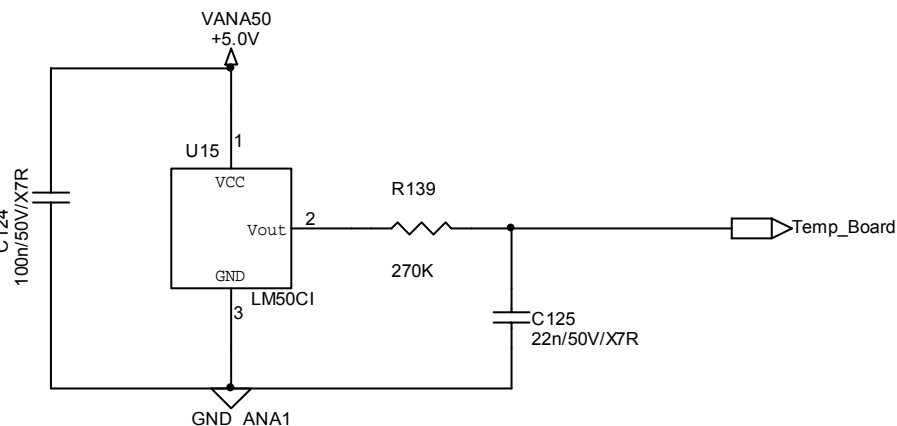 VANA50
+5.0V
1
U15
VCC
C124
100n/50V/X7R
R139
Vout
2
Temp_Board
270K
GND
LM50CI
3
C125
22n/50V/X7R
GND_ANA1